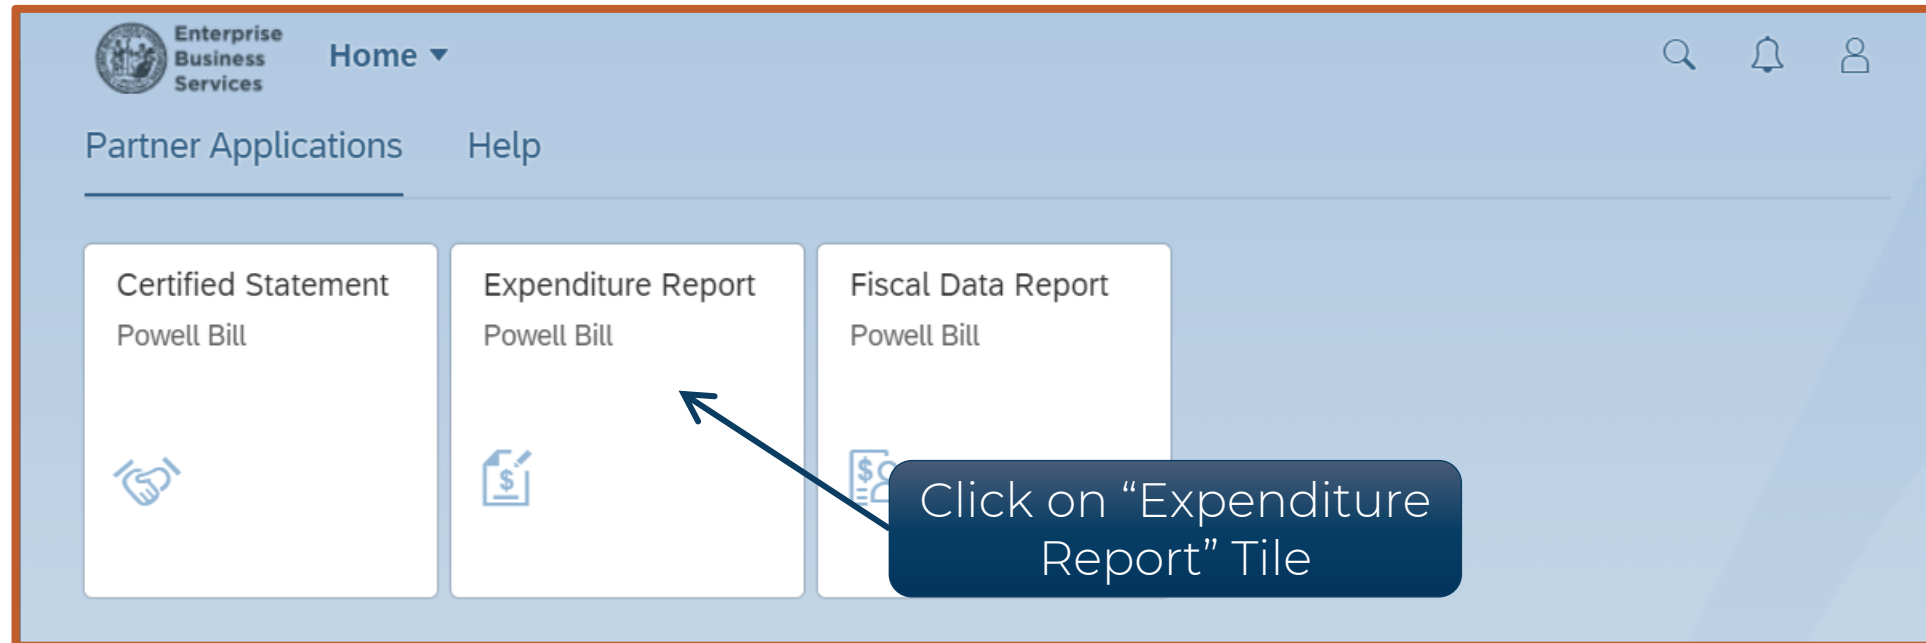 Enterprise
Business
Services
Home
Partner Applications
Help
Certified Statement
Powell Bill
Expenditure Report
Powell Bill
$
Fiscal Data Report
Powell Bill
$
Click on “Expenditure
Report” Tile